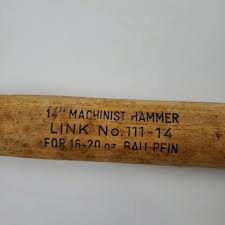 14" MACHINIST HAMMER
LINK No. 111-14
FOR 16-20 oz. BALL PEIN